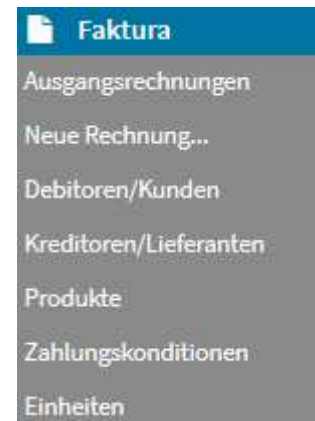 Faktura
Ausgangsrechnungen
Neue Rechnung...
Debitoren/Kunden
Kreditoren/Lieferanten
Produkte
Zahlungskonditionen
Einheiten